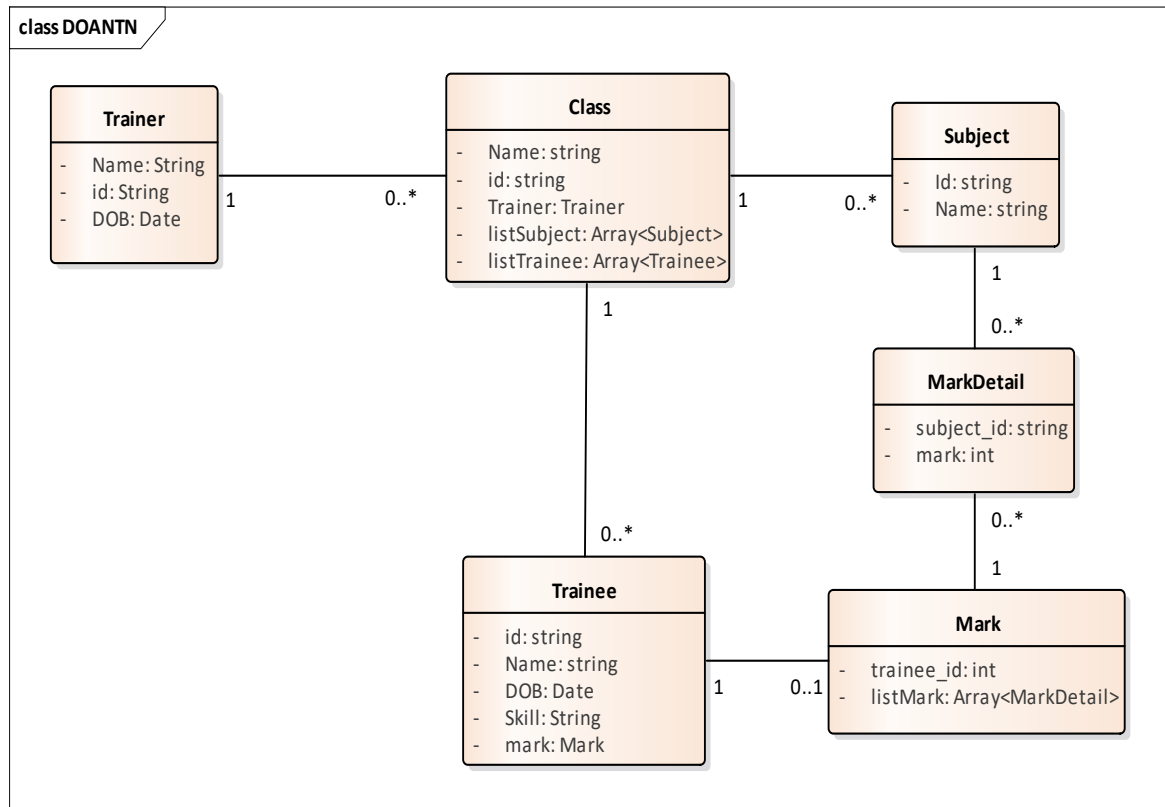 class DOANTN
Trainer
- Name: String
- id: String
- DOB: Date
1
0..*
Class
- Name: string
- id: string
- Trainer: Trainer
- listSubject: Array<Subject>
- listTrainee: Array<Trainee>
1
0..*
Subject
- Id: string
- Name: string
1
0..*
MarkDetail
- subject_id: string
- mark: int
0..*
1
1
0..*
Trainee
- id: string
- Name: string
- DOB: Date
- Skill: String
- mark: Mark
1
0..1
Mark
- trainee_id: int
- listMark: Array<MarkDetail>